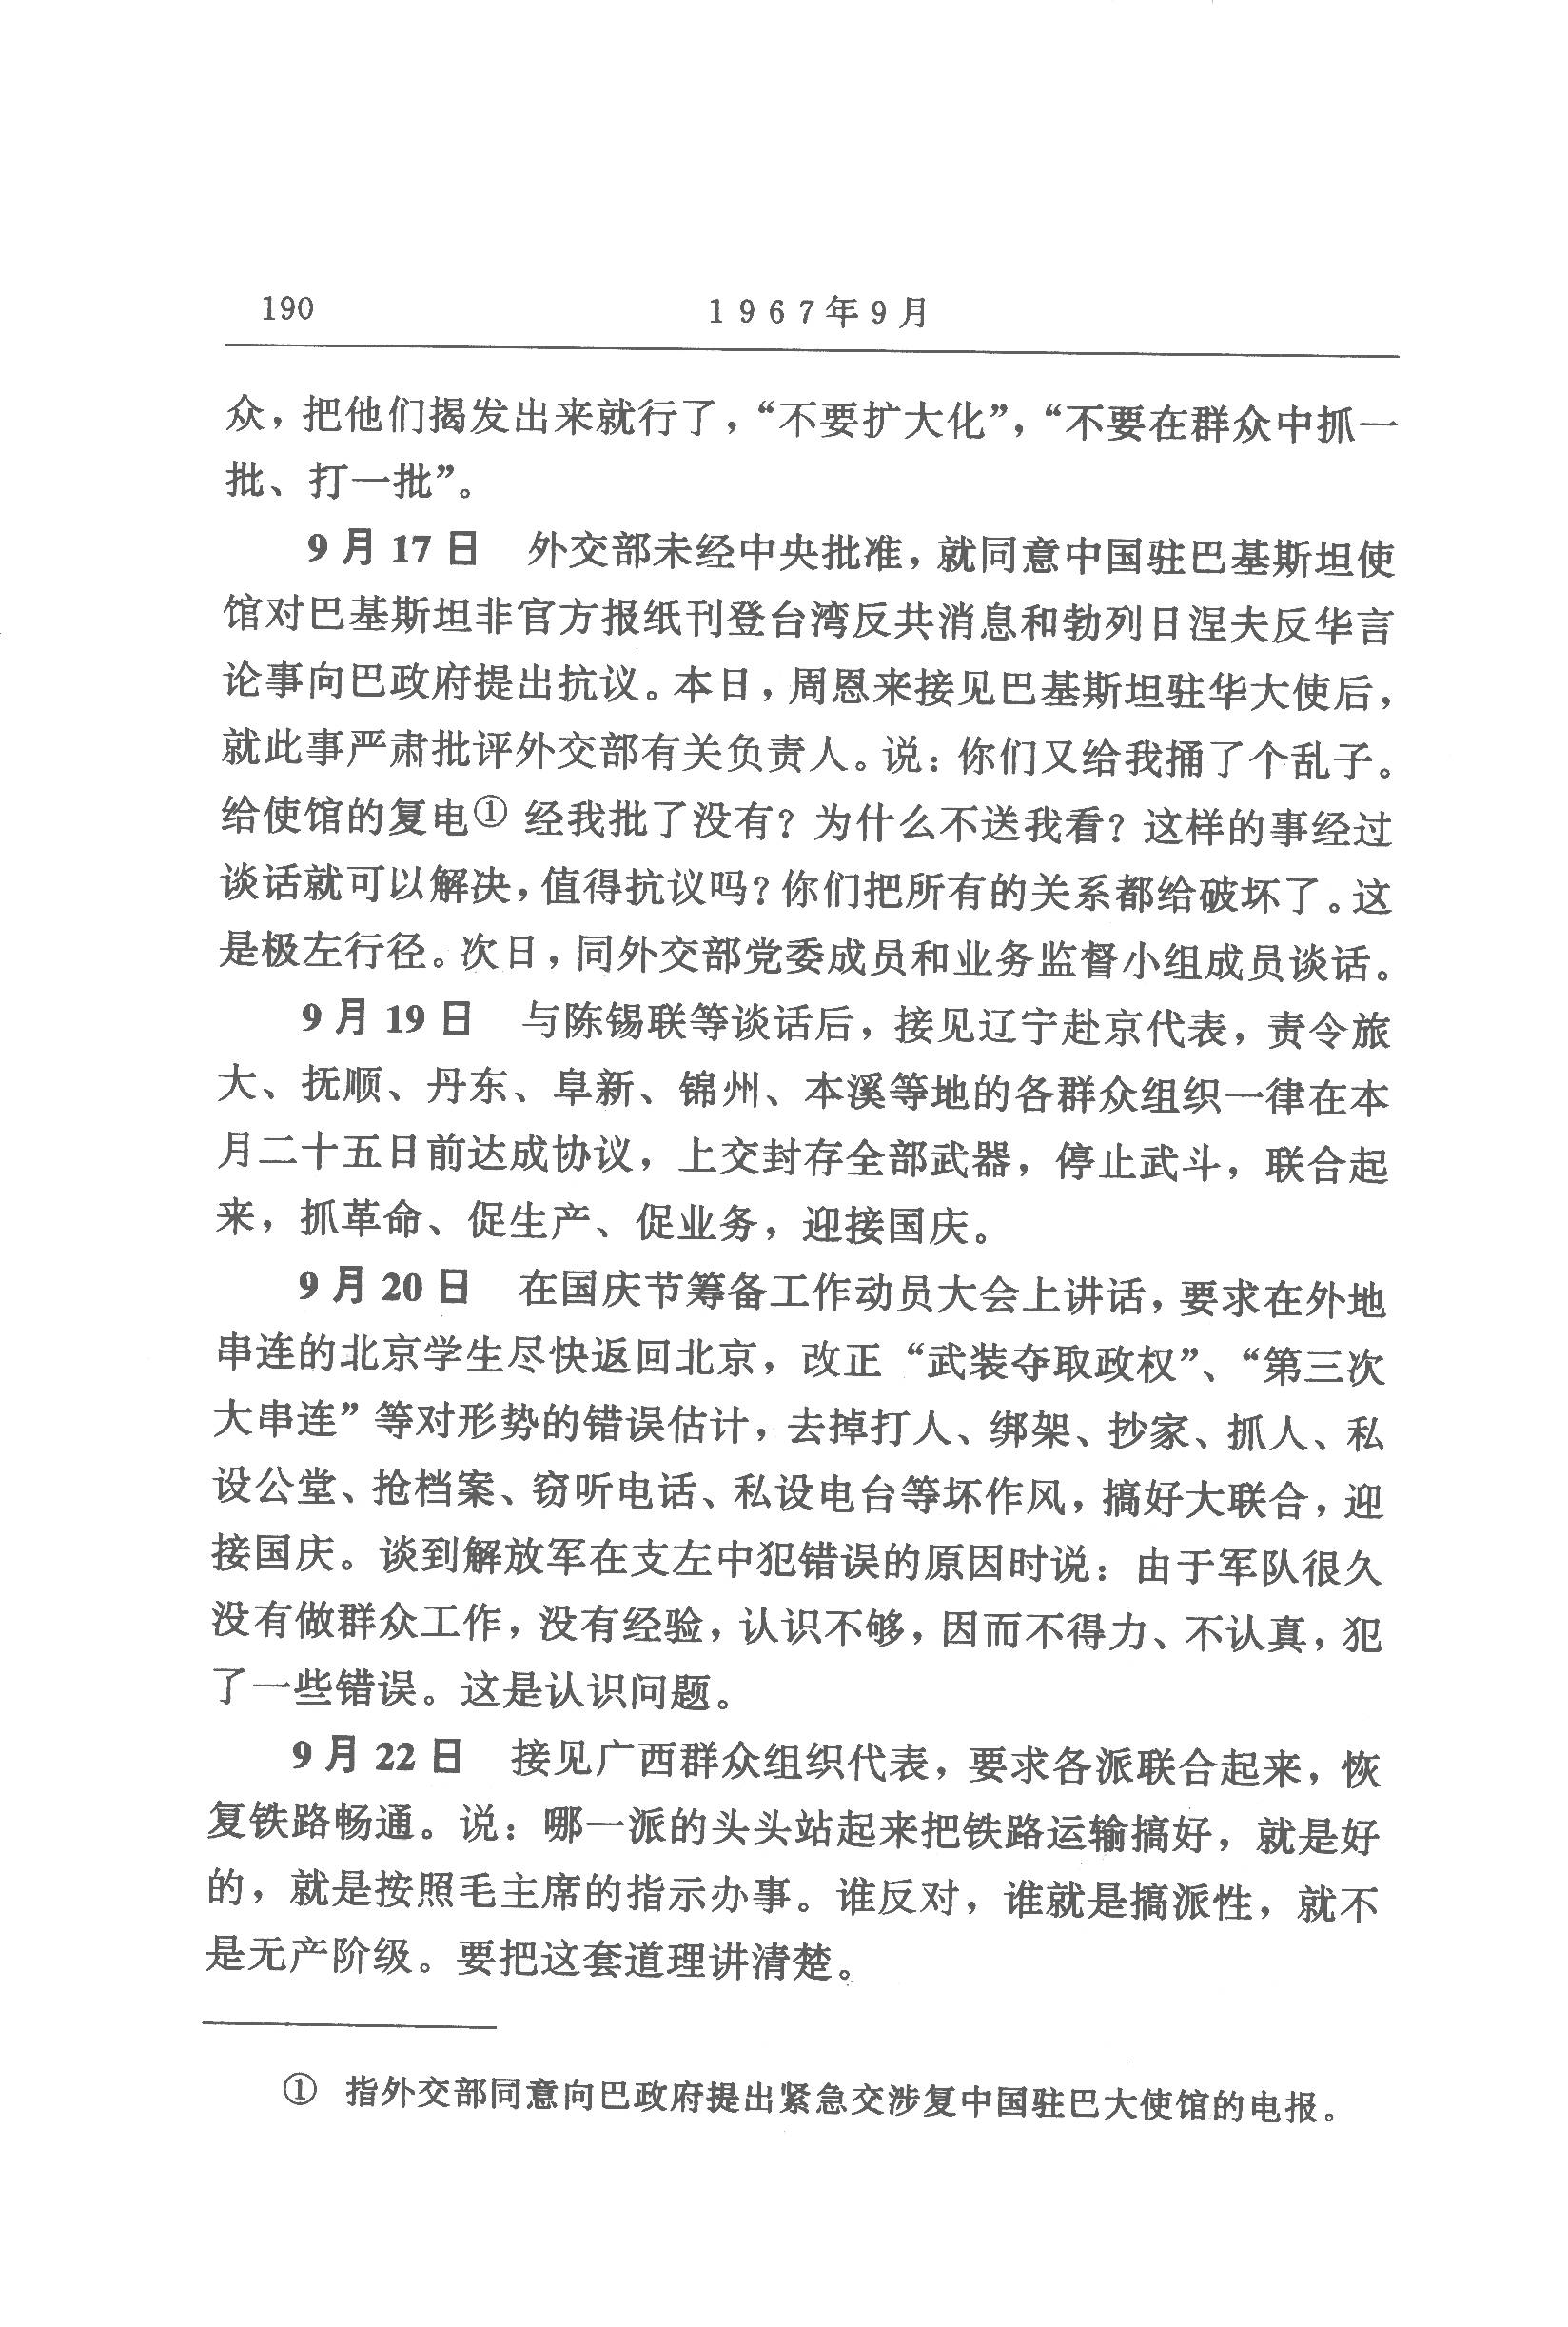 190
1967年9月
众，把他们揭发出来就行了，“不要扩大化”，“不要在群众中抓一
批、打一批”。
9月17日　外交部未经中央批准，就同意中国驻巴基斯坦使
馆对巴基斯坦非官方报纸刊登台湾反共消息和勃列日涅夫反华言
论事向巴政府提出抗议。本日，周恩来接见巴基斯坦驻华大使后，
就此事严肃批评外交部有关负责人。说：你们又给我捅了个乱子。
给使馆的复电① 经我批了没有？为什么不送我看？这样的事经过
谈话就可以解决，值得抗议吗？你们把所有的关系都给破坏了。这
是极左行径。次日，同外交部党委成员和业务监督小组成员谈话。
9月19日　与陈锡联等谈话后，接见辽宁赴京代表，责令旅
大、抚顺、丹东、阜新、锦州、本溪等地的各群众组织一律在本
月二十五日前达成协议，上交封存全部武器，停止武斗，联合起
来，抓革命、促生产、促业务，迎接国庆。
9月20日　在国庆节筹备工作动员大会上讲话，要求在外地
串连的北京学生尽快返回北京，改正“武装夺取政权”、“第三次
大串连”等对形势的错误估计，去掉打人、绑架、抄家、抓人、私
设公堂、抢档案、窃听电话、私设电台等坏作风，搞好大联合，迎
接国庆。谈到解放军在支左中犯错误的原因时说：由于军队很久
没有做群众工作，没有经验，认识不够，因而不得力、不认真，犯
了一些错误。这是认识问题。
9月22日　接见广西群众组织代表，要求各派联合起来，恢
复铁路畅通。说：哪一派的头头站起来把铁路运输搞好，就是好
的，就是按照毛主席的指示办事。谁反对，谁就是搞派性，就不
是无产阶级。要把这套道理讲清楚。
① 指外交部同意向巴政府提出紧急交涉复中国驻巴大使馆的电报。